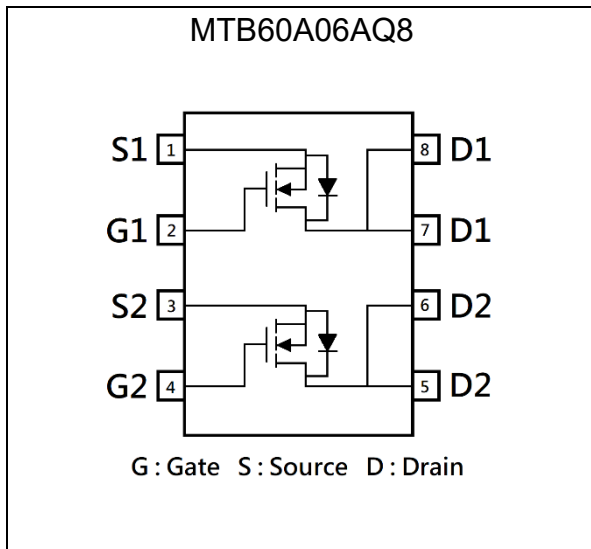 MTB60A06AQ8
S1 1 8 D1
G1 2 7 D1
S2 3 6 D2
G2 4 5 D2
G : Gate S : Source D : Drain